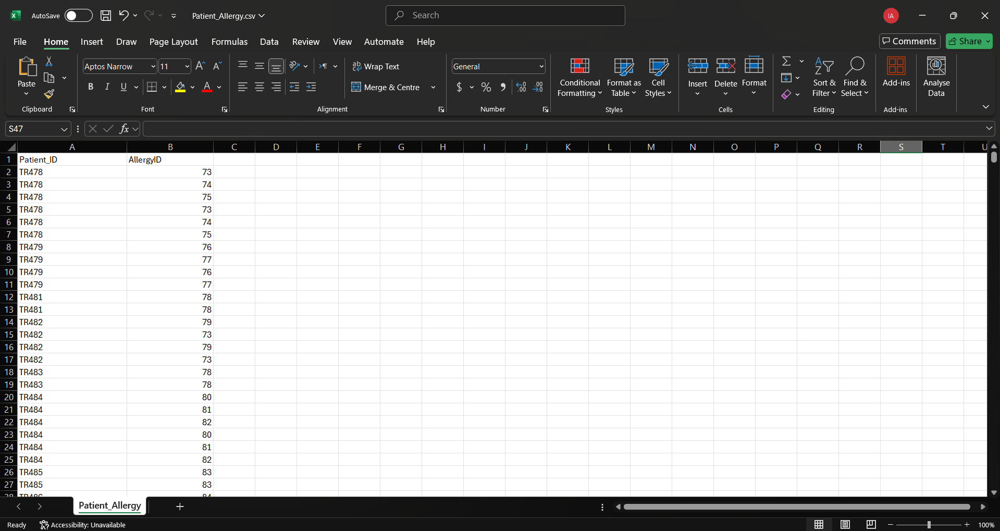 AutoSave Patient_Allergy.csv Search IA
File Home Insert Draw Page Layout Formulas Data Review View Automate Help Comments Share
Paste Aptos Narrow 11 A A ab Wrap Text General Conditional Formatting Format as Table Cell Styles Insert Delete Format Sort & Filter Find & Select Add-ins Analyse Data
B I U A Merge & Centre $ % , .00 .00
Clipboard Font Alignment Number Styles Cells Editing Add-ins
S47 fx
A B C D E F G H I J K L M N O P Q R S T U
1 Patient_ID AllergyID
2 TR478 73
3 TR478 74
4 TR478 75
5 TR478 73
6 TR478 74
7 TR478 75
8 TR479 76
9 TR479 77
10 TR479 76
11 TR479 77
12 TR481 78
13 TR481 78
14 TR482 79
15 TR482 73
16 TR482 79
17 TR482 73
18 TR483 78
19 TR483 78
20 TR484 80
21 TR484 81
22 TR484 82
23 TR484 80
24 TR484 81
25 TR484 82
26 TR485 83
27 TR485 83
28 TR486 84
Patient_Allergy
Ready Accessibility: Unavailable 100%